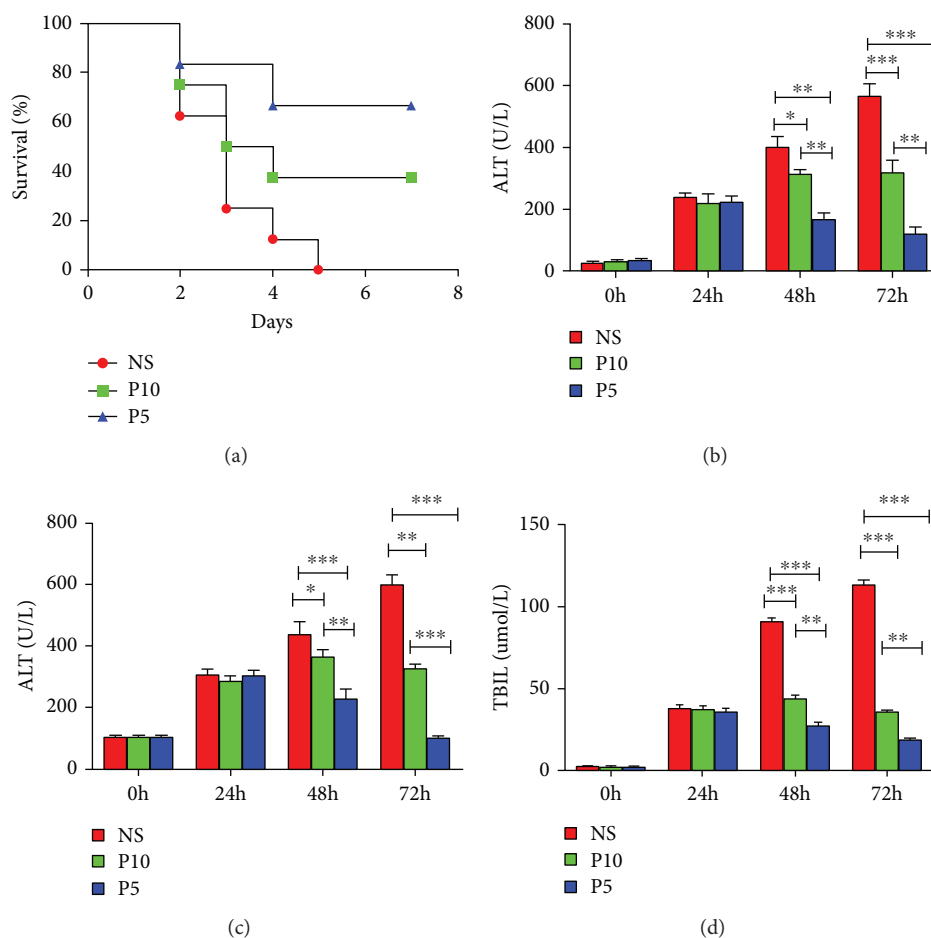 100
80
60
40
20
0
Survival (%)
0
2
4
6
8
Days
NS
P10
P5
(a)
800
600
400
200
0
ALT (U/L)
***
***
**
**
*
**
0h
24h
48h
72h
NS
P10
P5
(b)
800
600
400
200
0
ALT (U/L)
***
**
***
***
*
**
0h
24h
48h
72h
NS
P10
P5
(c)
150
100
50
0
TBIL (umol/L)
***
***
**
***
***
**
0h
24h
48h
72h
NS
P10
P5
(d)